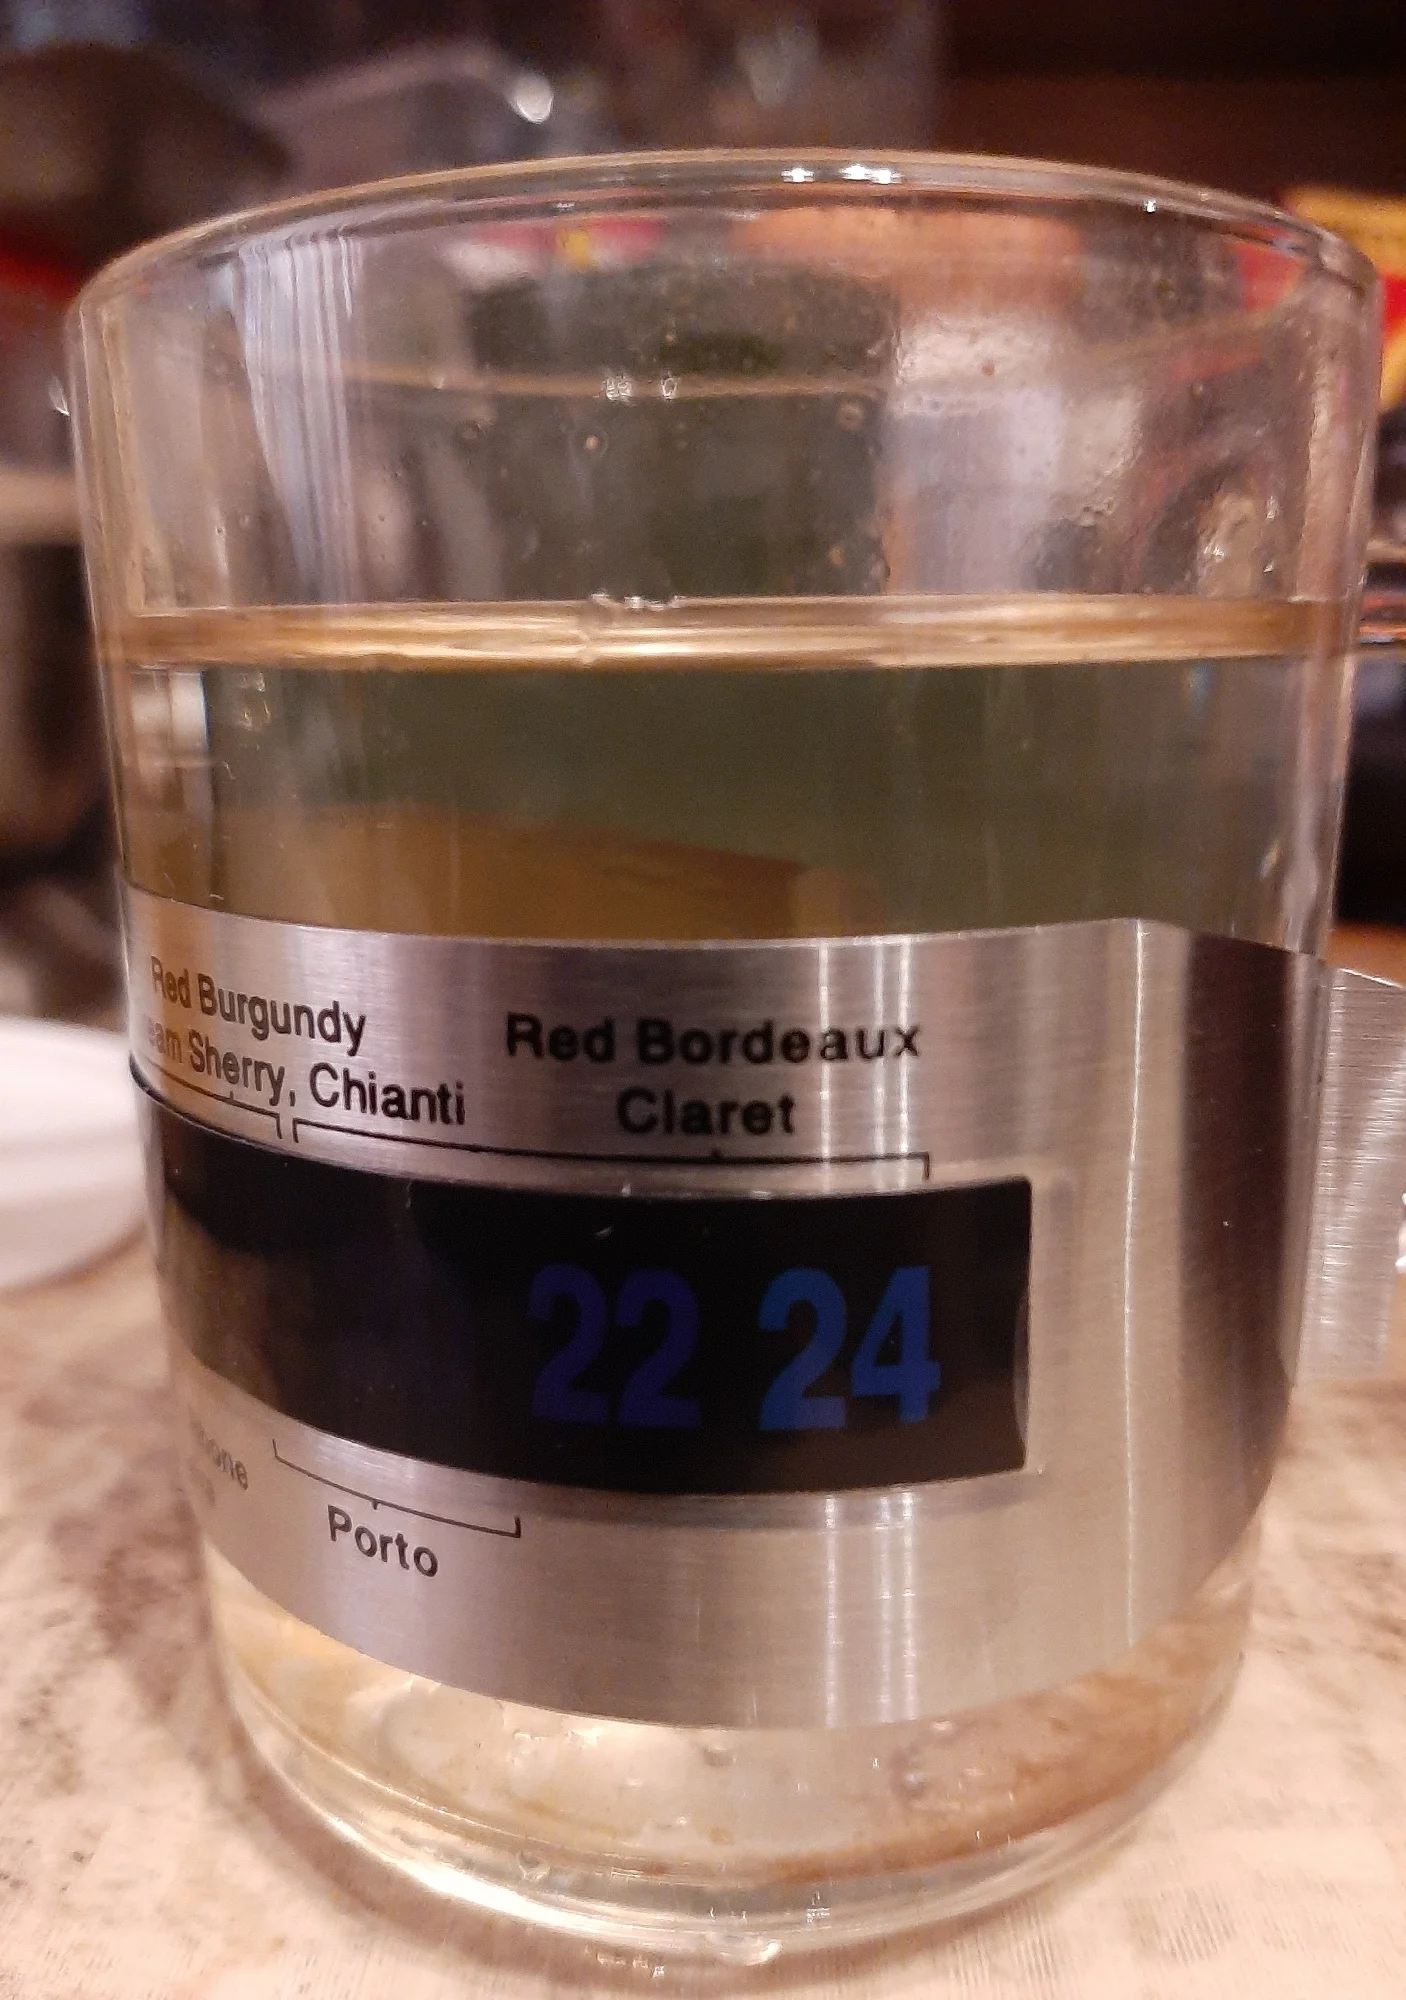 Red Burgundy
Sherry, Chianti
Red Bordeaux
Claret
22 24
Porto